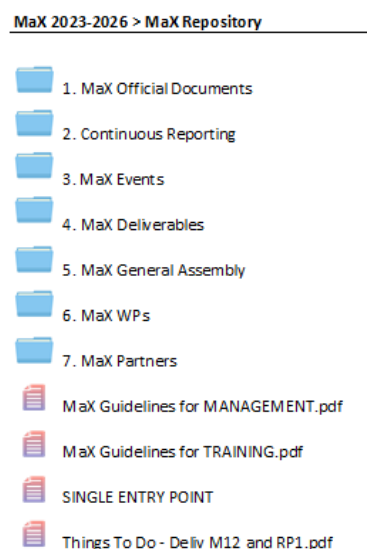 MaX 2023-2026 > MaX Repository
1. MaX Official Documents
2. Continuous Reporting
3. MaX Events
4. MaX Deliverables
5. MaX General Assembly
6. MaX WPs
7. MaX Partners
MaX Guidelines for MANAGEMENT.pdf
MaX Guidelines for TRAINING.pdf
SINGLE ENTRY POINT
Things To Do - Deliv M12 and RP1.pdf